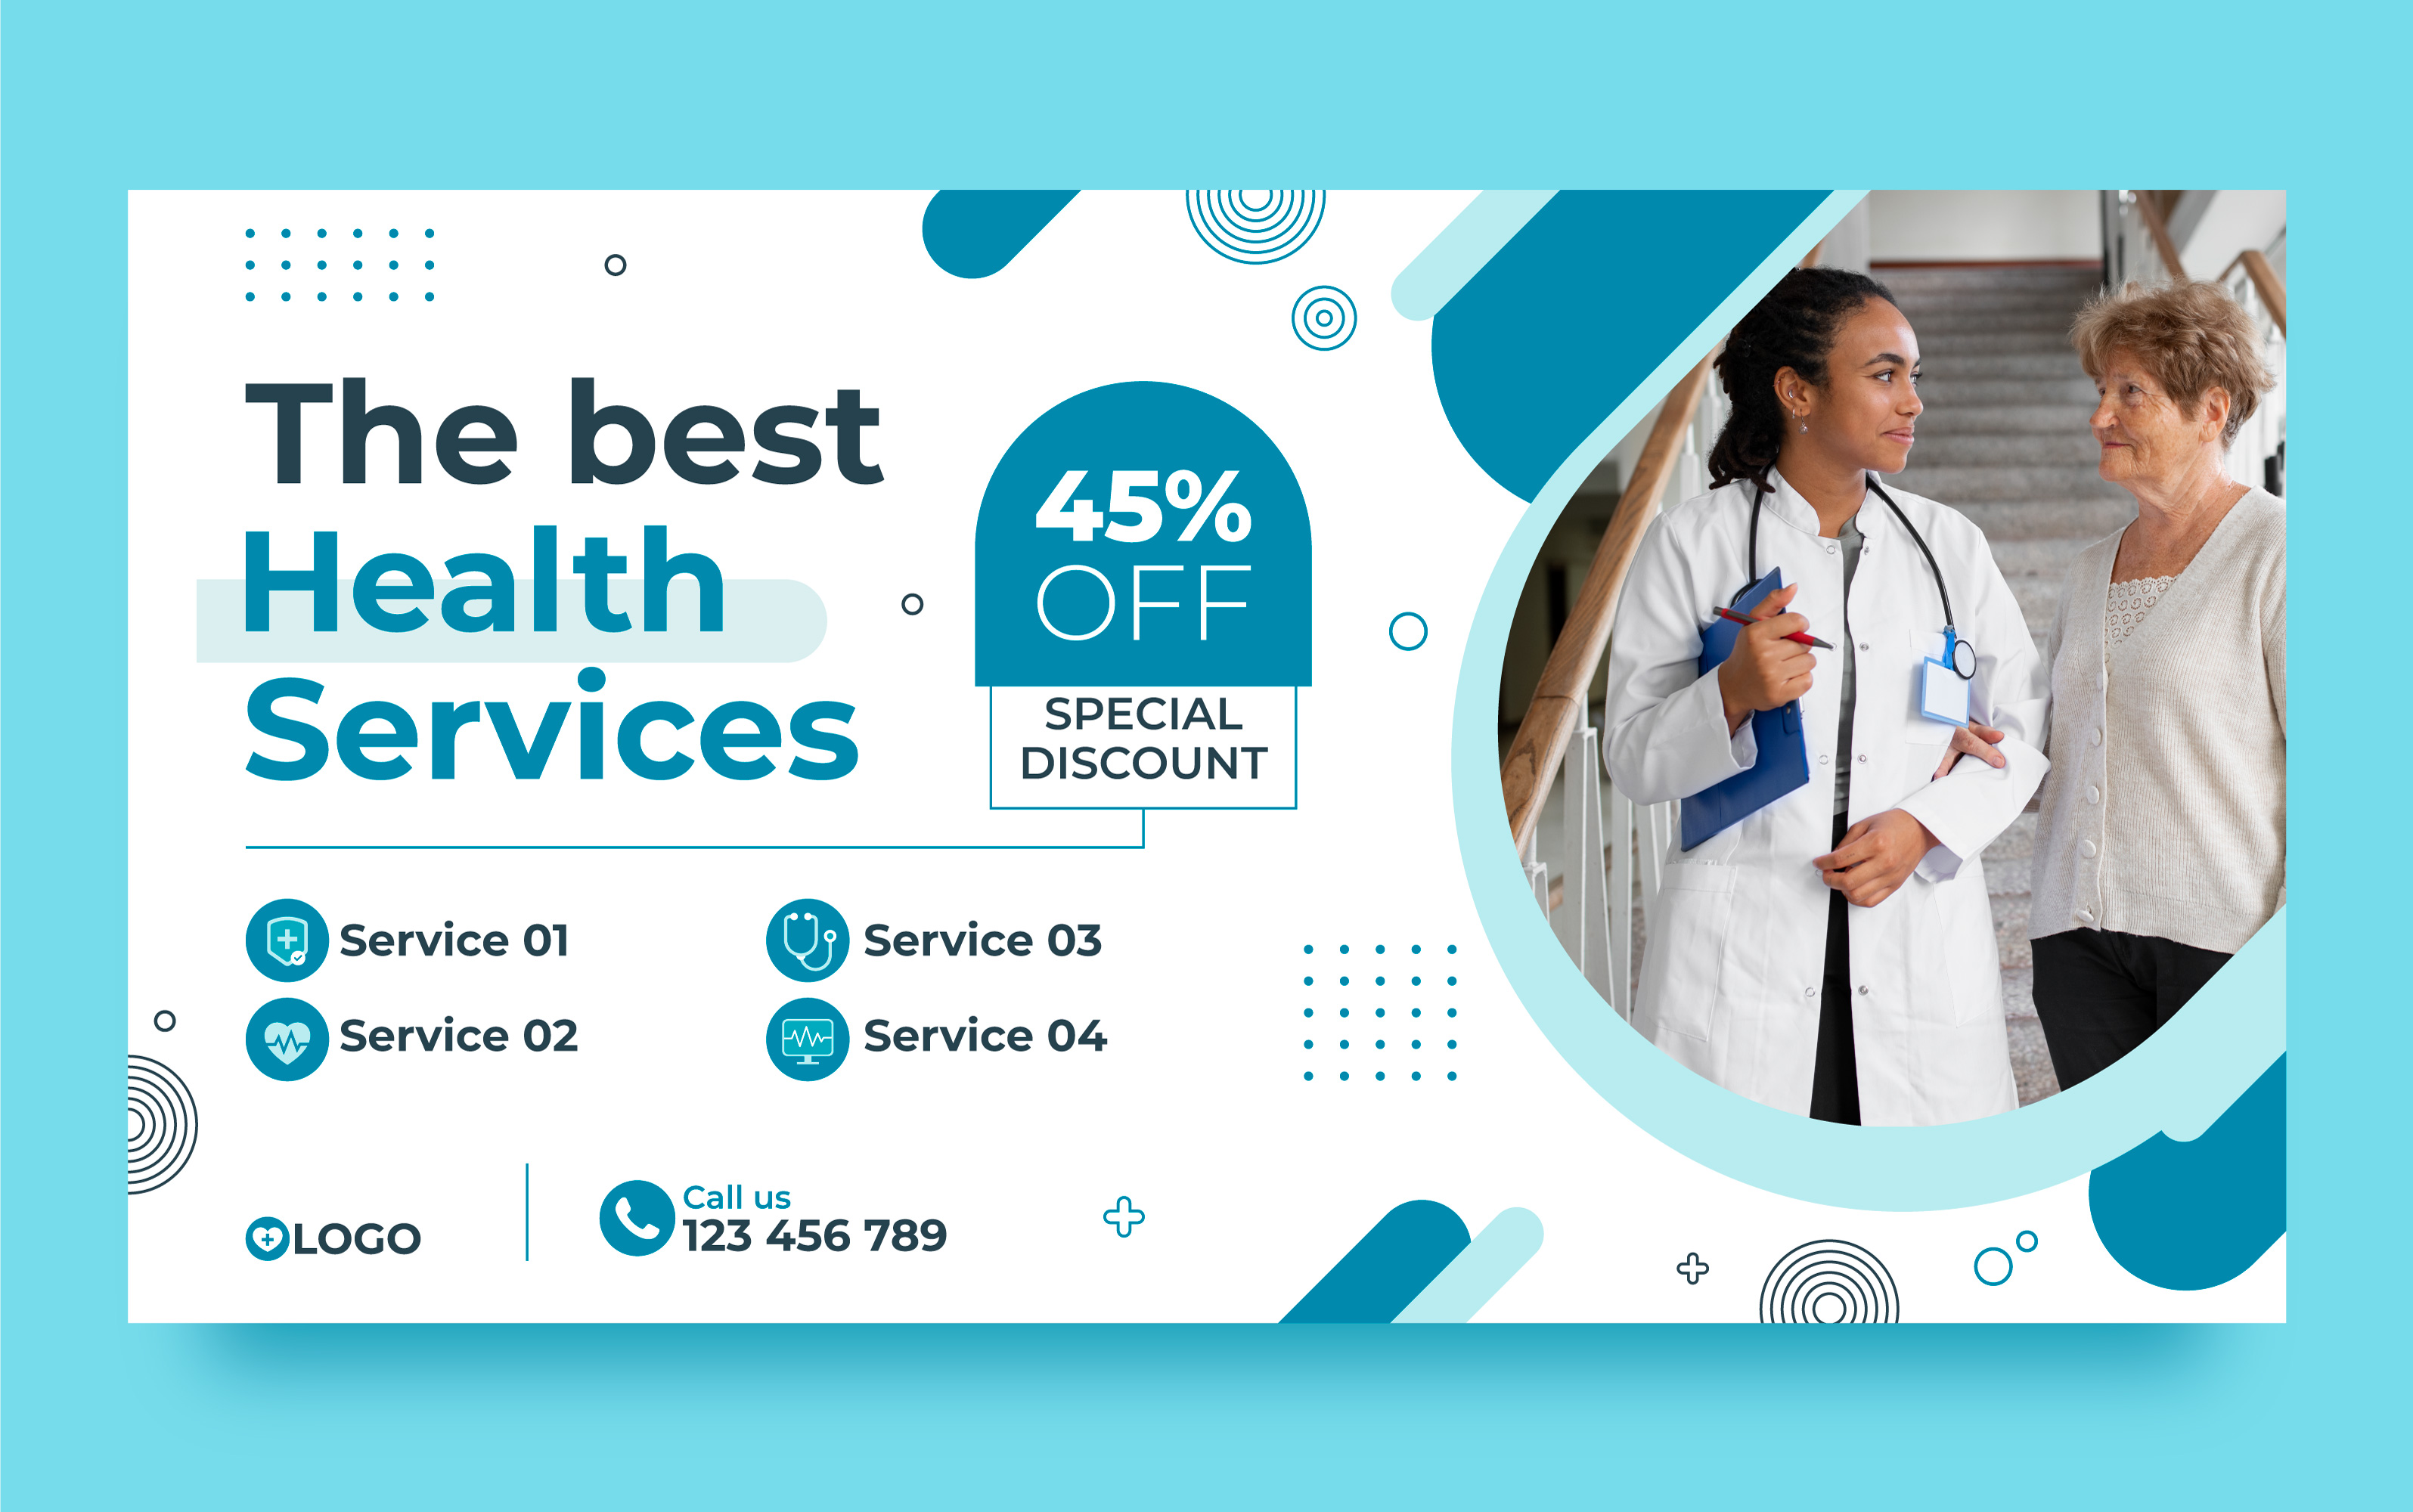 The best
Health
Services
45%
OFF
SPECIAL
DISCOUNT
Service 01
Service 02
Service 03
Service 04
LOGO
Call us
123 456 789